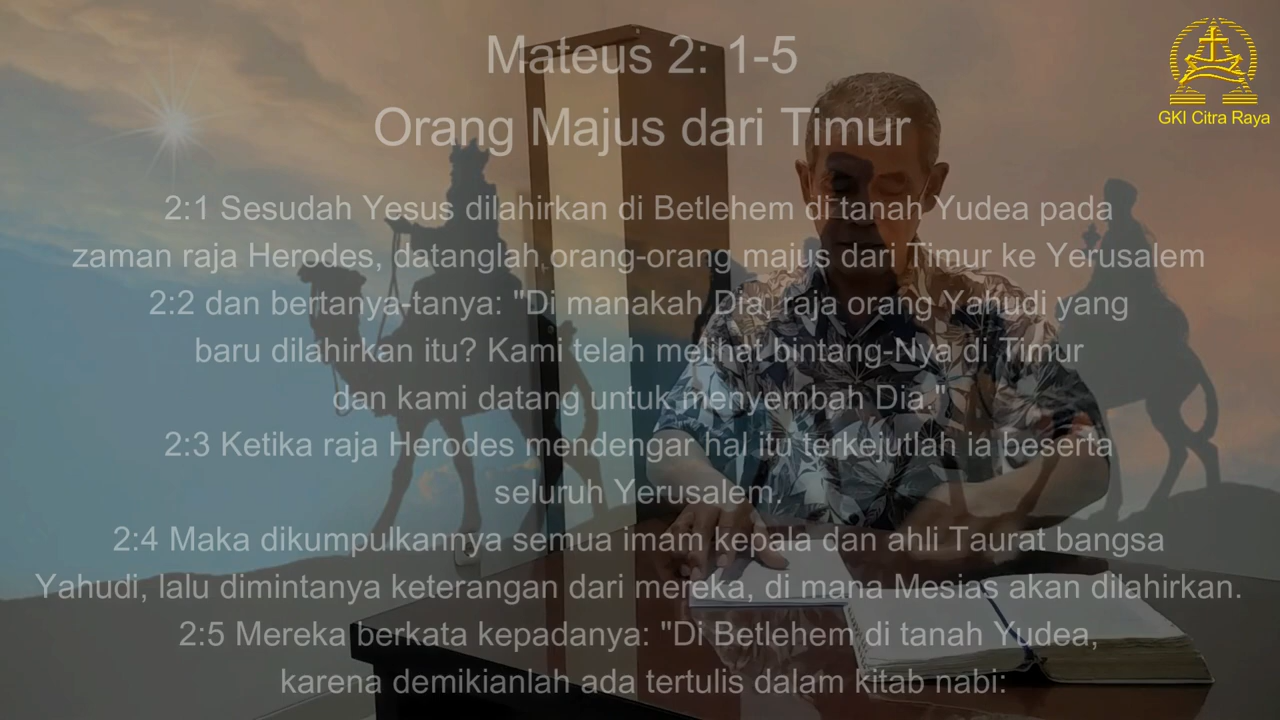 Mateus 2: 1-5
Orang Majus dari Timur
GKI Citra Raya
2:1 Sesudah Yesus dilahirkan di Betlehem di tanah Yudea pada
zaman raja Herodes, datanglah orang-orang majus dari Timur ke Yerusalem
2:2 dan bertanya-tanya: "Di manakah Dia, raja orang Yahudi yang
baru dilahirkan itu? Kami telah melihat bintang-Nya di Timur
dan kami datang untuk menyembah Dia."
2:3 Ketika raja Herodes mendengar hal itu terkejutlah ia beserta
seluruh Yerusalem.
2:4 Maka dikumpulkannya semua imam kepala dan ahli Taurat bangsa
Yahudi, lalu dimintanya keterangan dari mereka, di mana Mesias akan dilahirkan.
2:5 Mereka berkata kepadanya: "Di Betlehem di tanah Yudea,
karena demikianlah ada tertulis dalam kitab nabi: